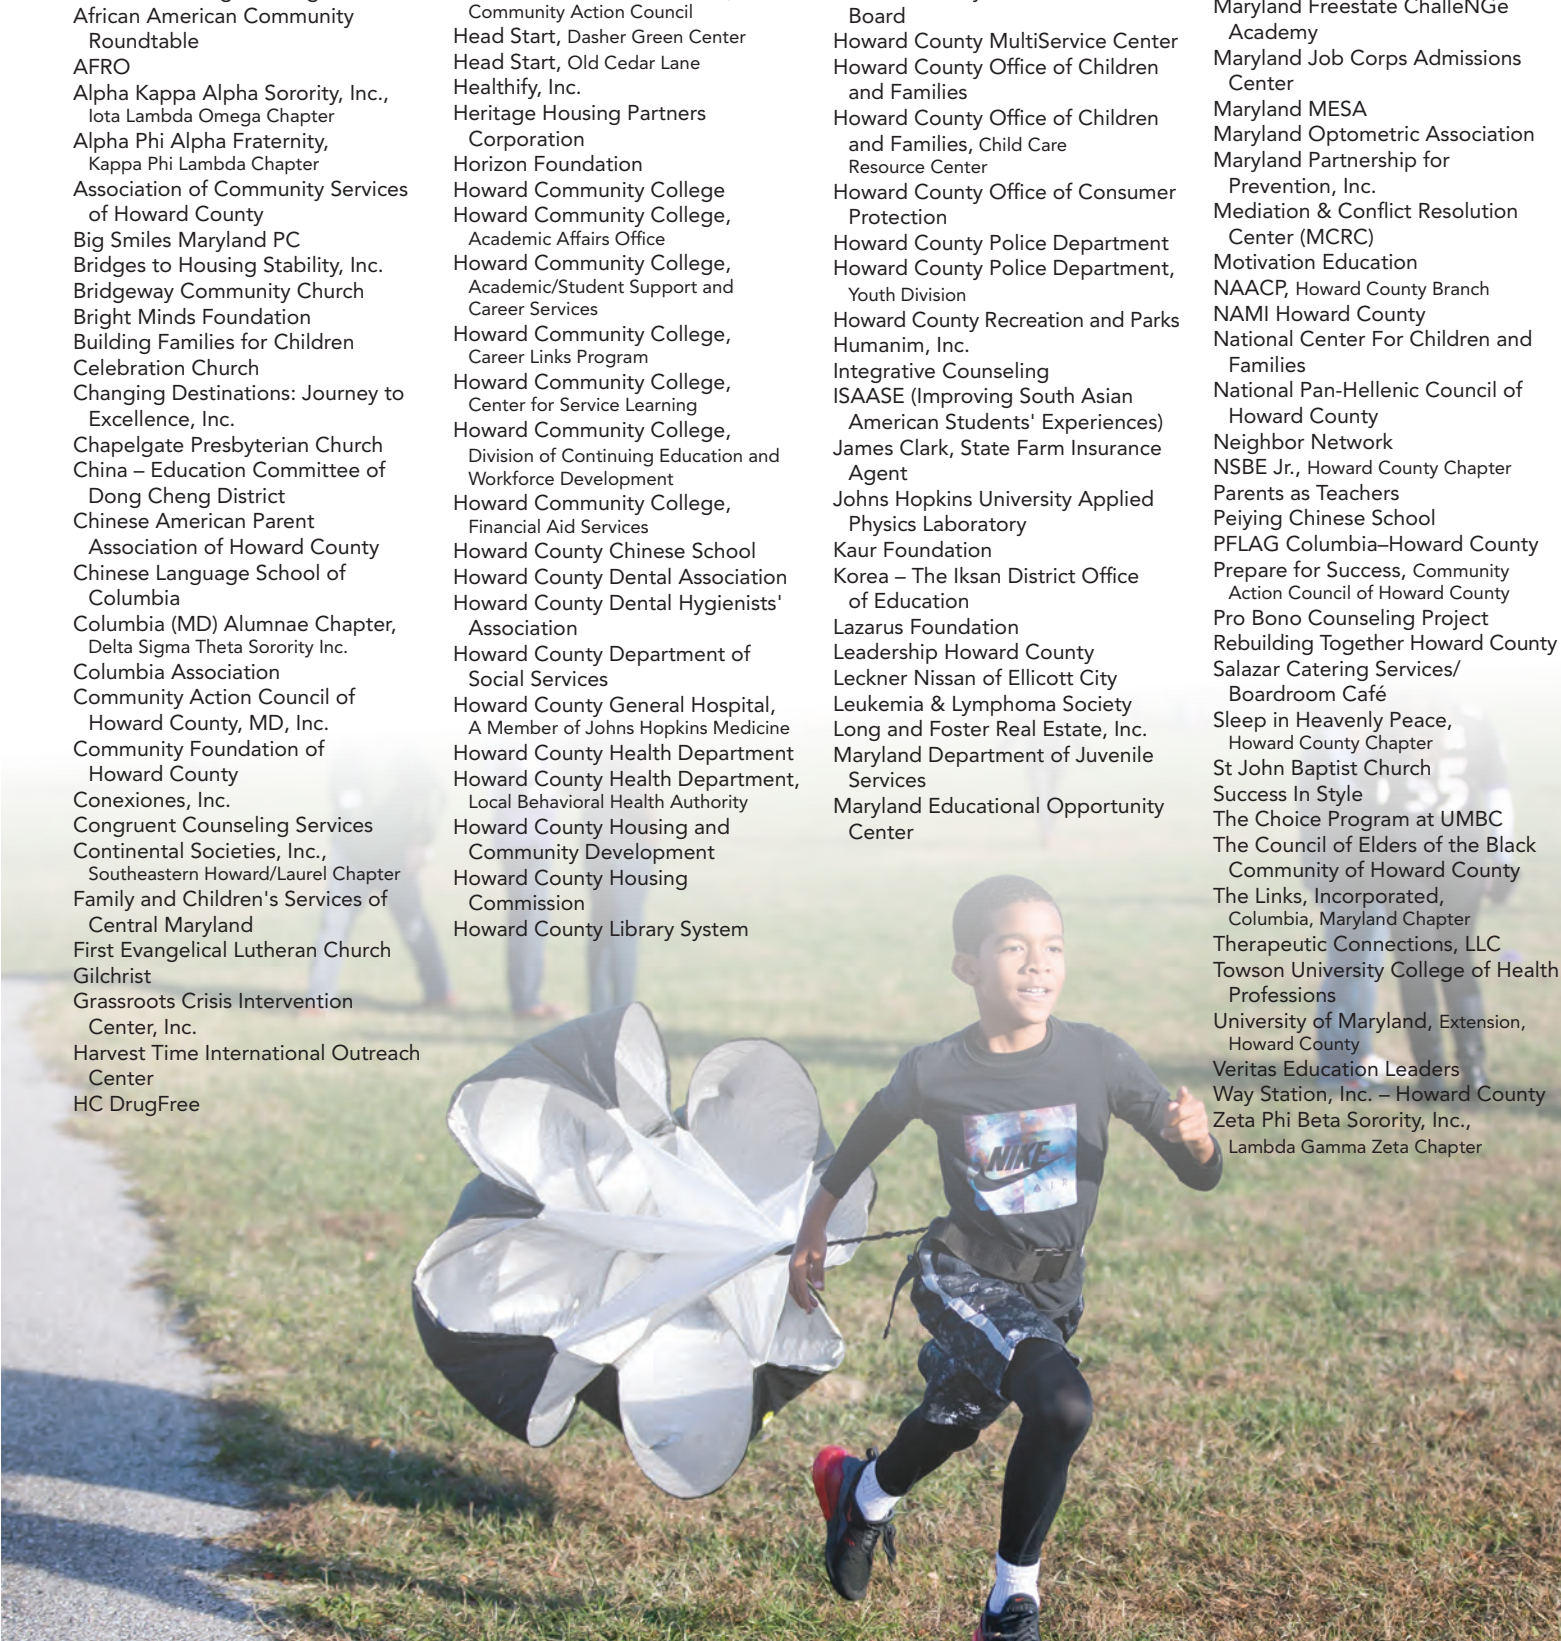 African American Community
Roundtable
AFRO
Alpha Kappa Alpha Sorority, Inc.,
Iota Lambda Omega Chapter
Alpha Phi Alpha Fraternity,
Kappa Phi Lambda Chapter
Association of Community Services
of Howard County
Big Smiles Maryland PC
Bridges to Housing Stability, Inc.
Bridgeway Community Church
Bright Minds Foundation
Building Families for Children
Celebration Church
Changing Destinations: Journey to
Excellence, Inc.
Chapelgate Presbyterian Church
China – Education Committee of
Dong Cheng District
Chinese American Parent
Association of Howard County
Chinese Language School of
Columbia
Columbia (MD) Alumnae Chapter,
Delta Sigma Theta Sorority Inc.
Columbia Association
Community Action Council of
Howard County, MD, Inc.
Community Foundation of
Howard County
Conexiones, Inc.
Congruent Counseling Services
Continental Societies, Inc.,
Southeastern Howard/Laurel Chapter
Family and Children's Services of
Central Maryland
First Evangelical Lutheran Church
Gilchrist
Grassroots Crisis Intervention
Center, Inc.
Harvest Time International Outreach
Center
HC DrugFree
Community Action Council
Head Start, Dasher Green Center
Head Start, Old Cedar Lane
Healthify, Inc.
Heritage Housing Partners
Corporation
Horizon Foundation
Howard Community College
Howard Community College,
Academic Affairs Office
Howard Community College,
Academic/Student Support and
Career Services
Howard Community College,
Career Links Program
Howard Community College,
Center for Service Learning
Howard Community College,
Division of Continuing Education and
Workforce Development
Howard Community College,
Financial Aid Services
Howard County Chinese School
Howard County Dental Association
Howard County Dental Hygienists'
Association
Howard County Department of
Social Services
Howard County General Hospital,
A Member of Johns Hopkins Medicine
Howard County Health Department
Howard County Health Department,
Local Behavioral Health Authority
Howard County Housing and
Community Development
Howard County Housing
Commission
Howard County Library System
Board
Howard County MultiService Center
Howard County Office of Children
and Families
Howard County Office of Children
and Families, Child Care
Resource Center
Howard County Office of Consumer
Protection
Howard County Police Department
Howard County Police Department,
Youth Division
Howard County Recreation and Parks
Humanim, Inc.
Integrative Counseling
ISAASE (Improving South Asian
American Students' Experiences)
James Clark, State Farm Insurance
Agent
Johns Hopkins University Applied
Physics Laboratory
Kaur Foundation
Korea – The Iksan District Office
of Education
Lazarus Foundation
Leadership Howard County
Leckner Nissan of Ellicott City
Leukemia & Lymphoma Society
Long and Foster Real Estate, Inc.
Maryland Department of Juvenile
Services
Maryland Educational Opportunity
Center
Maryland Freestate ChalleNGe
Academy
Maryland Job Corps Admissions
Center
Maryland MESA
Maryland Optometric Association
Maryland Partnership for
Prevention, Inc.
Mediation & Conflict Resolution
Center (MCRC)
Motivation Education
NAACP, Howard County Branch
NAMI Howard County
National Center For Children and
Families
National Pan-Hellenic Council of
Howard County
Neighbor Network
NSBE Jr., Howard County Chapter
Parents as Teachers
Peiying Chinese School
PFLAG Columbia–Howard County
Prepare for Success, Community
Action Council of Howard County
Pro Bono Counseling Project
Rebuilding Together Howard County
Salazar Catering Services/
Boardroom Café
Sleep in Heavenly Peace,
Howard County Chapter
St John Baptist Church
Success In Style
The Choice Program at UMBC
The Council of Elders of the Black
Community of Howard County
The Links, Incorporated,
Columbia, Maryland Chapter
Therapeutic Connections, LLC
Towson University College of Health
Professions
University of Maryland, Extension,
Howard County
Veritas Education Leaders
Way Station, Inc. – Howard County
Zeta Phi Beta Sorority, Inc.,
Lambda Gamma Zeta Chapter
NIKE
AIR